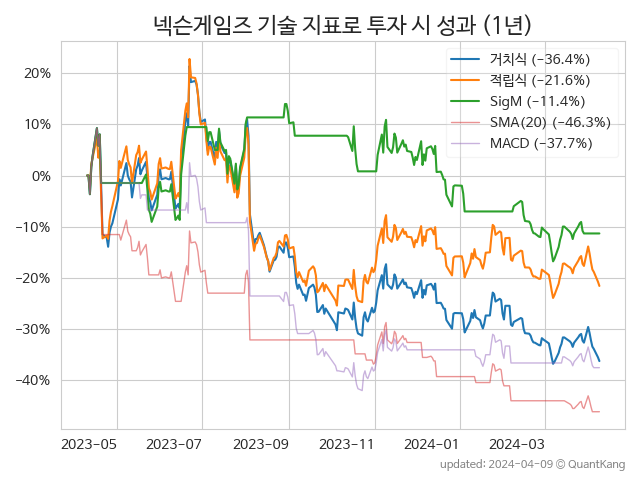 넥슨게임즈 기술 지표로 투자 시 성과 (1년)
거치식 (−36.4%)
적립식 (−21.6%)
SigM (−11.4%)
SMA(20) (−46.3%)
MACD (−37.7%)
20%
10%
0%
−10%
−20%
−30%
−40%
2023-05 2023-07 2023-09 2023-11 2024-01 2024-03
updated: 2024-04-09 © QuantKang